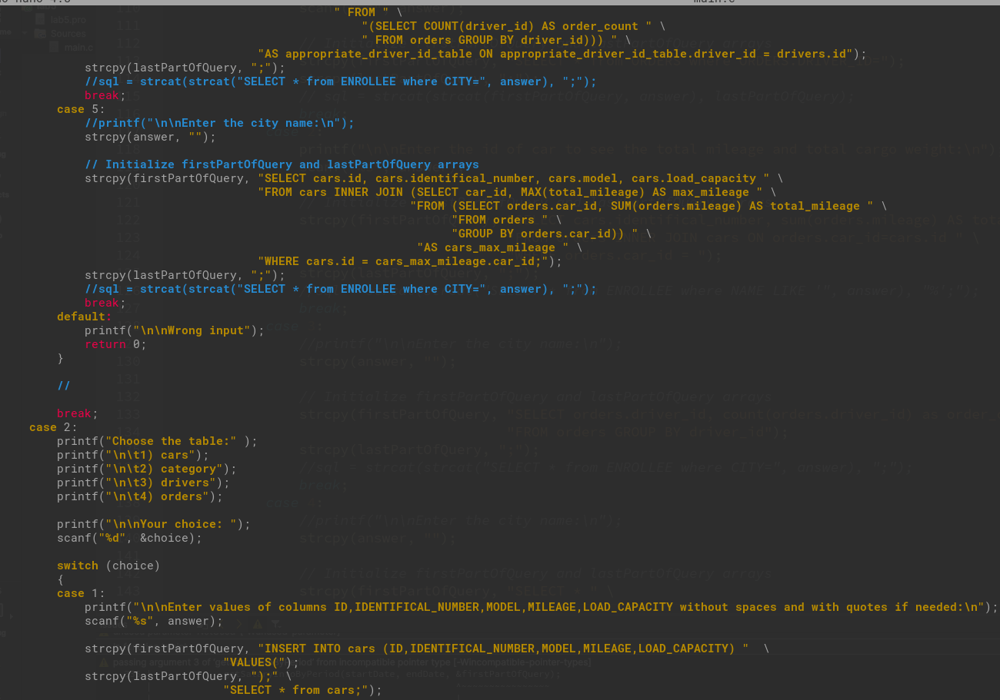 " FROM " \
"(SELECT COUNT(driver_id) AS order_count " \
" FROM orders GROUP BY driver_id))) " \
"AS appropriate_driver_id_table ON appropriate_driver_id_table.driver_id = drivers.id");
strcpy(lastPartOfQuery, ";");
//sql = strcat(strcat("SELECT * from ENROLLEE where CITY=", answer), ";");
break;
case 5:
//printf("\n\nEnter the city name:\n");
strcpy(answer, "");
// Initialize firstPartOfQuery and lastPartOfQuery arrays
strcpy(firstPartOfQuery, "SELECT cars.id, cars.identifical_number, cars.model, cars.load_capacity " \
"FROM cars INNER JOIN (SELECT car_id, MAX(total_mileage) AS max_mileage " \
"FROM (SELECT orders.car_id, SUM(orders.mileage) AS total_mileage " \
"FROM orders " \
"GROUP BY orders.car_id)) " \
"AS cars_max_mileage " \
"WHERE cars.id = cars_max_mileage.car_id;");
strcpy(lastPartOfQuery, ";");
//sql = strcat(strcat("SELECT * from ENROLLEE where CITY=", answer), ";");
break;
default:
printf("\n\nWrong input");
return 0;
}
//
break;
case 2:
printf("Choose the table:" );
printf("\n\t1) cars");
printf("\n\t2) category");
printf("\n\t3) drivers");
printf("\n\t4) orders");
printf("\n\nYour choice: ");
scanf("%d", &choice);
switch (choice)
{
case 1:
printf("\n\nEnter values of columns ID,IDENTIFICAL_NUMBER,MODEL,MILEAGE,LOAD_CAPACITY without spaces and with quotes if needed:\n");
scanf("%s", answer);
strcpy(firstPartOfQuery, "INSERT INTO cars (ID,IDENTIFICAL_NUMBER,MODEL,MILEAGE,LOAD_CAPACITY) "  \
"VALUES(");
strcpy(lastPartOfQuery, ");" \
"SELECT * from cars;");